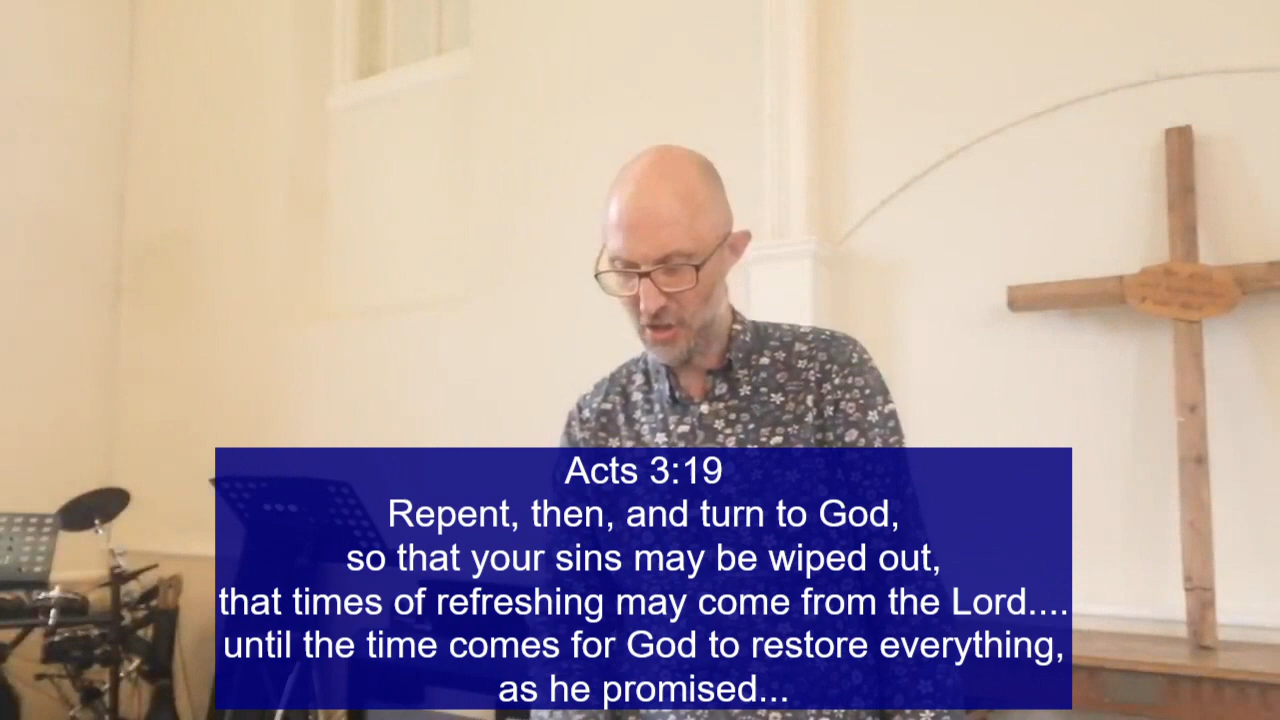 Acts 3:19
Repent, then, and turn to God,
so that your sins may be wiped out,
that times of refreshing may come from the Lord....
until the time comes for God to restore everything,
as he promised...